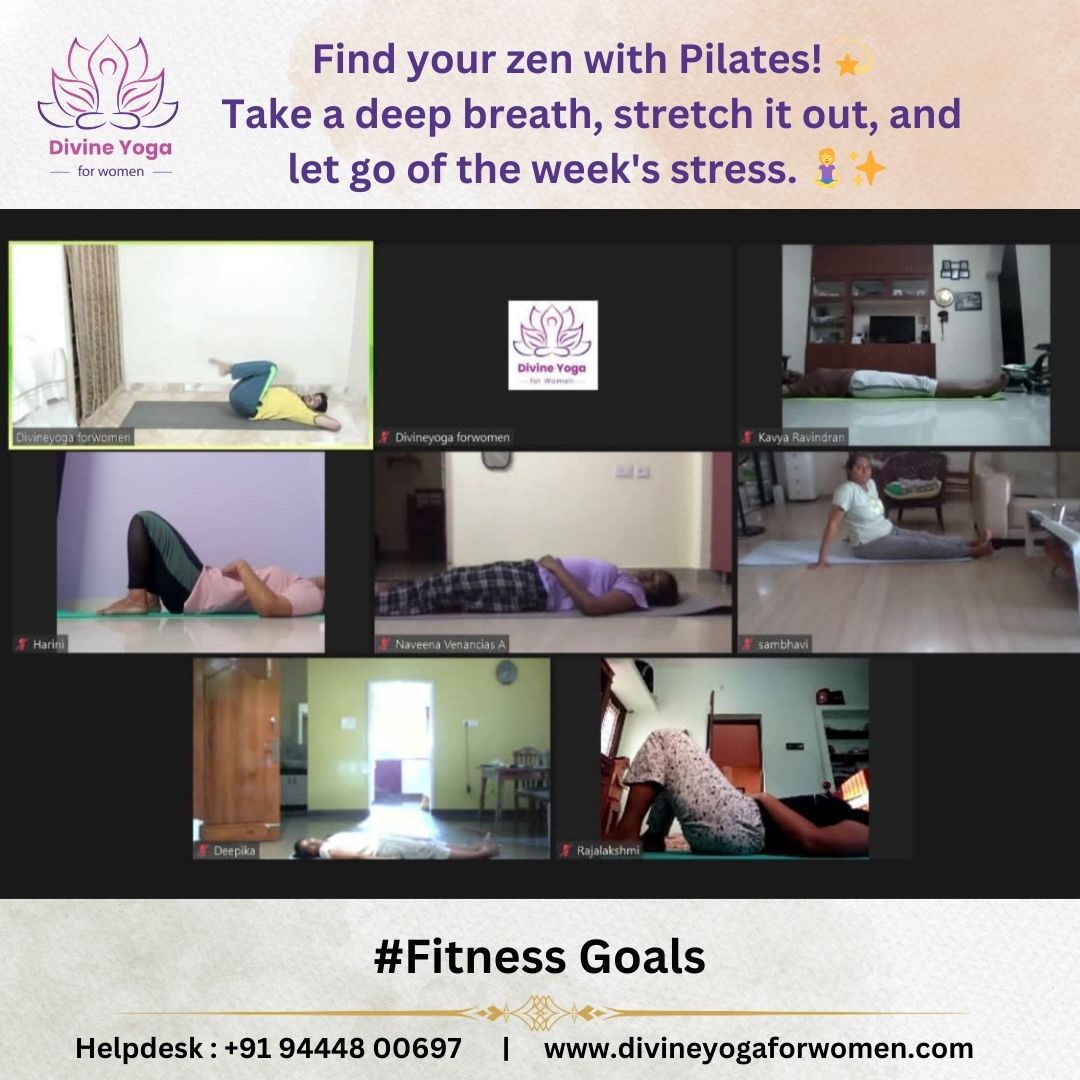 Find your zen with Pilates! 💫
Take a deep breath, stretch it out, and
let go of the week's stress. 🧘‍♀️✨
Divine Yoga
for women
Divineyoga forwomen
Divine Yoga
for Women
Divineyoga forwomen
Kavya Ravindran
Harini
Naveena Venancias A
sambhavi
Deepika
Rajalakshmi
#Fitness Goals
Helpdesk : +91 94448 00697 | www.divineyogaforwomen.com